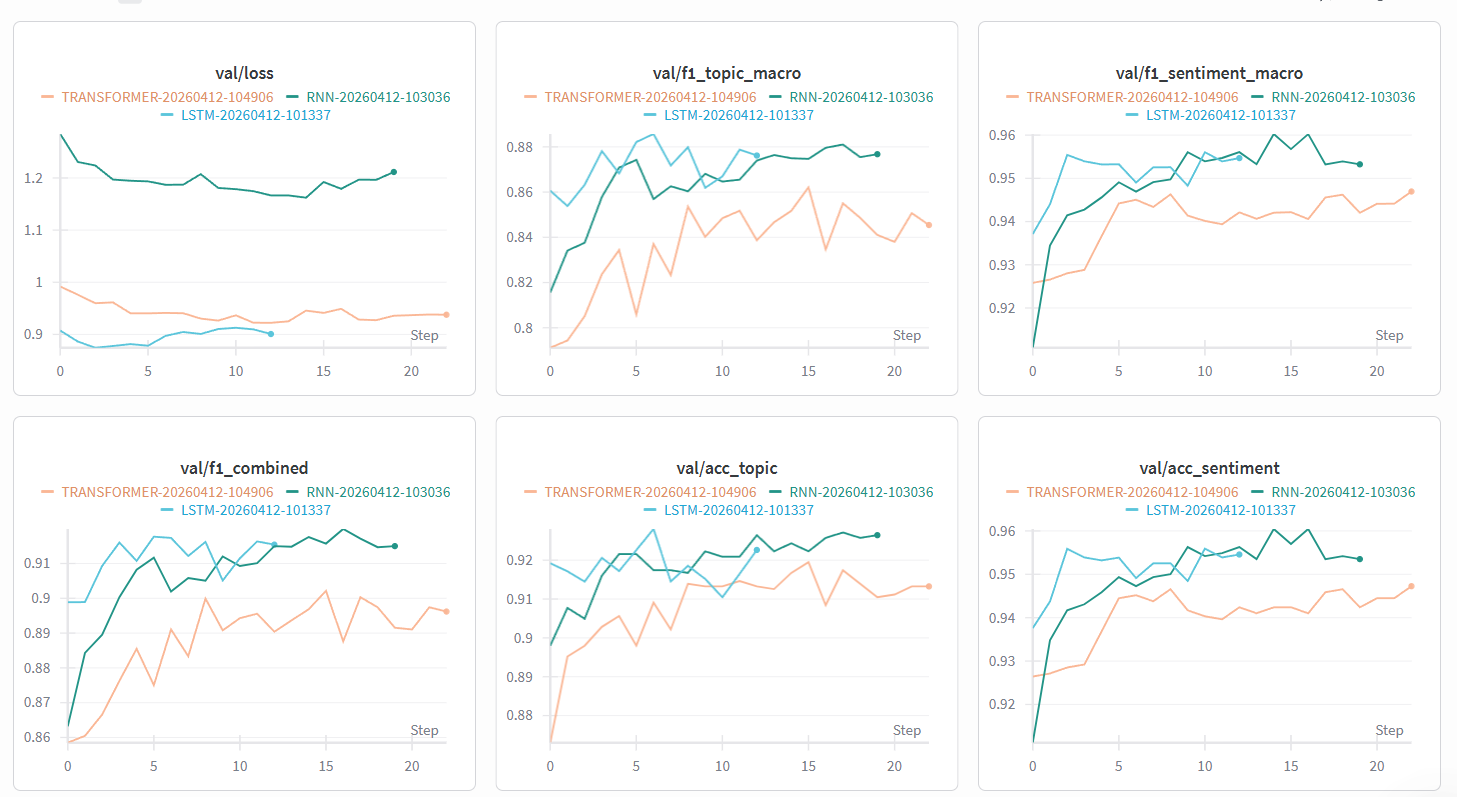 val/loss
TRANSFORMER-20260412-104906 RNN-20260412-103036
LSTM-20260412-101337
1.2
1.1
1
0.9
Step
0 5 10 15 20
val/f1_topic_macro
TRANSFORMER-20260412-104906 RNN-20260412-103036
LSTM-20260412-101337
0.88
0.86
0.84
0.82
0.8
Step
0 5 10 15 20
val/f1_sentiment_macro
TRANSFORMER-20260412-104906 RNN-20260412-103036
LSTM-20260412-101337
0.96
0.95
0.94
0.93
0.92
Step
0 5 10 15 20
val/f1_combined
TRANSFORMER-20260412-104906 RNN-20260412-103036
LSTM-20260412-101337
0.91
0.9
0.89
0.88
0.87
0.86
Step
0 5 10 15 20
val/acc_topic
TRANSFORMER-20260412-104906 RNN-20260412-103036
LSTM-20260412-101337
0.92
0.91
0.9
0.89
0.88
Step
0 5 10 15 20
val/acc_sentiment
TRANSFORMER-20260412-104906 RNN-20260412-103036
LSTM-20260412-101337
0.96
0.95
0.94
0.93
0.92
Step
0 5 10 15 20